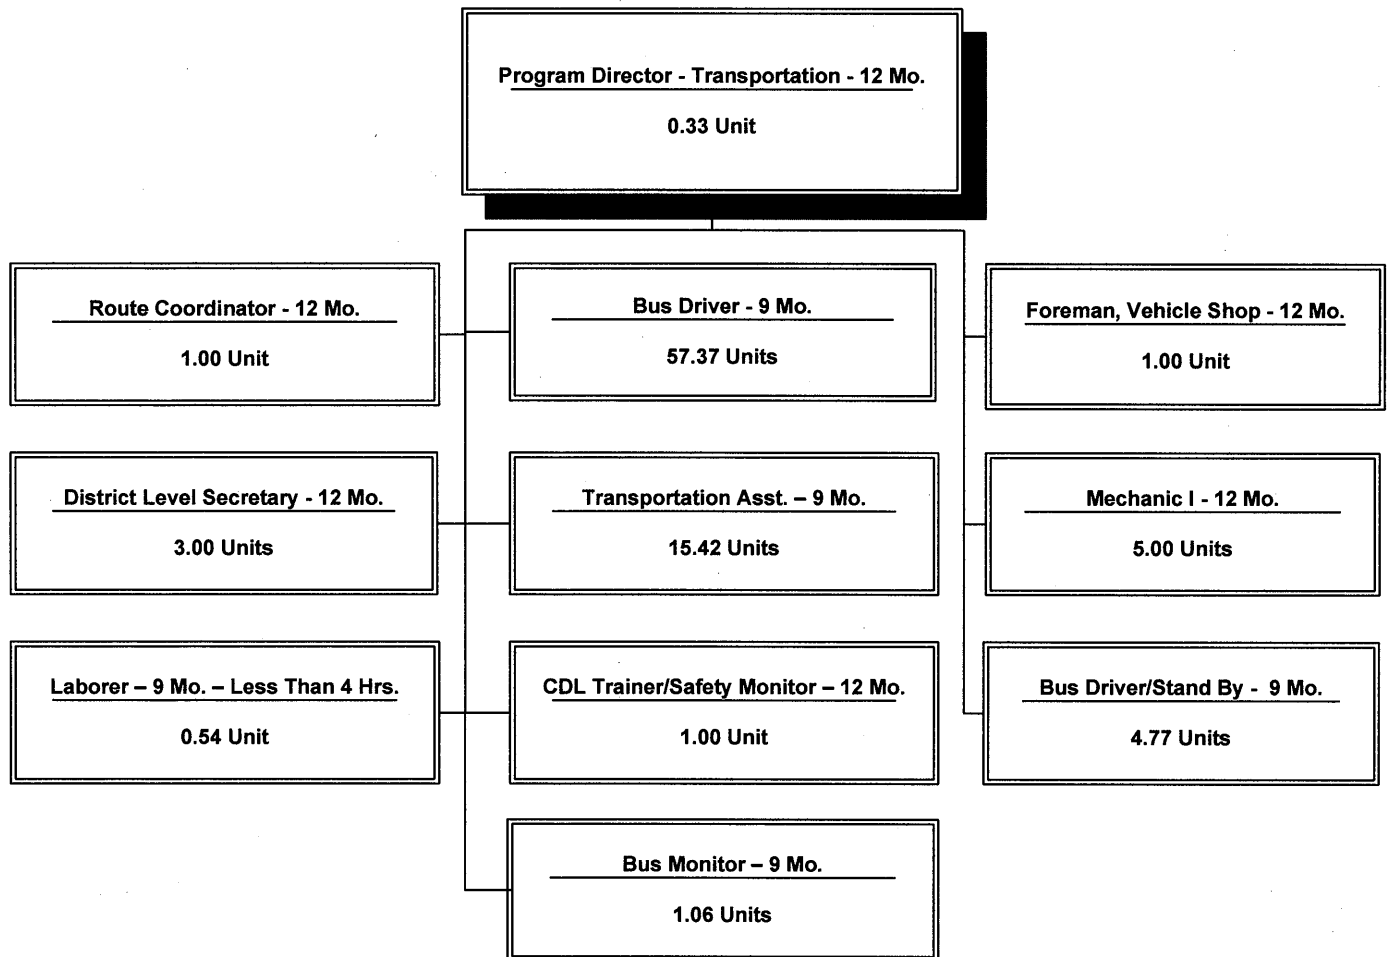 Program Director - Transportation - 12 Mo.
0.33 Unit
Route Coordinator - 12 Mo.
1.00 Unit
Bus Driver - 9 Mo.
57.37 Units
Foreman, Vehicle Shop - 12 Mo.
1.00 Unit
District Level Secretary - 12 Mo.
3.00 Units
Transportation Asst. – 9 Mo.
15.42 Units
Mechanic I - 12 Mo.
5.00 Units
Laborer – 9 Mo. – Less Than 4 Hrs.
0.54 Unit
CDL Trainer/Safety Monitor – 12 Mo.
1.00 Unit
Bus Driver/Stand By - 9 Mo.
4.77 Units
Bus Monitor – 9 Mo.
1.06 Units